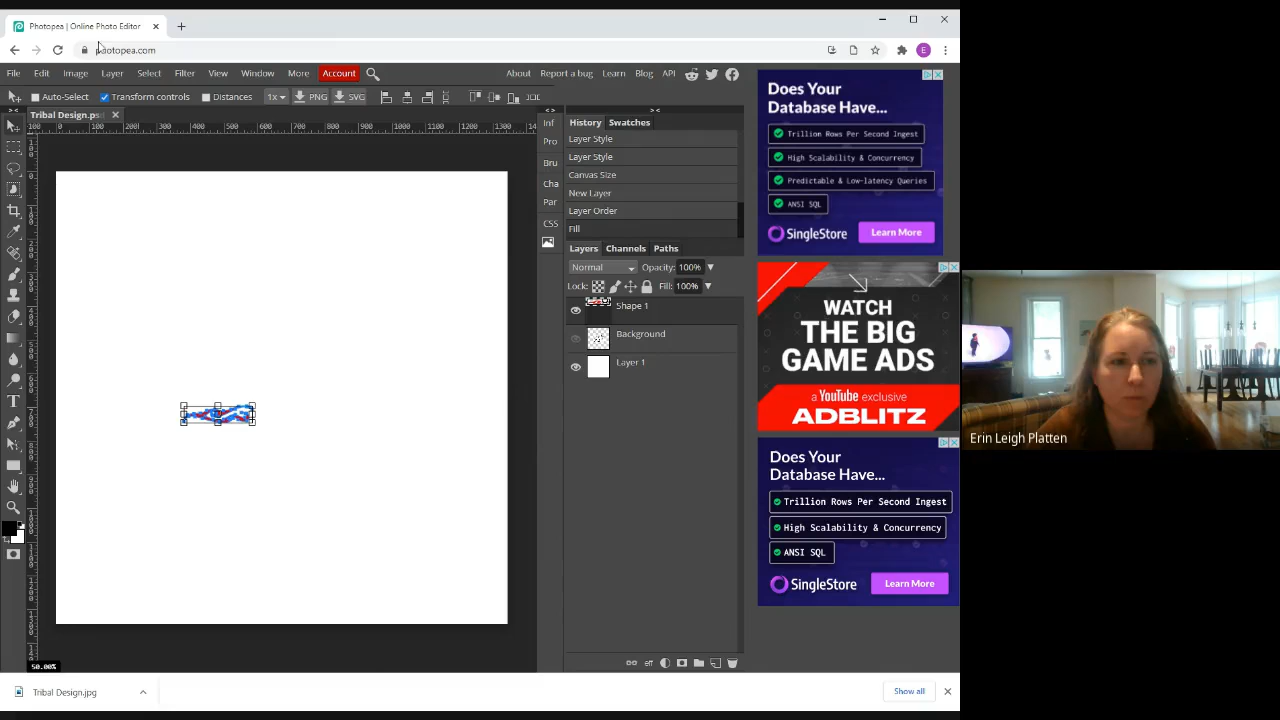 Photopea | Online Photo Editor
photopea.com
E
File Edit Image Layer Select Filter View Window More Account
About Report a bug Learn Blog API
Auto-Select Transform controls Distances 1x PNG SVG
Tribal Design.ps
History Swatches
Layer Style
Layer Style
Canvas Size
New Layer
Layer Order
Fill
Inf
Pro
Bru
Cha
Par
CSS
Layers Channels Paths
Normal Opacity: 100%
Lock: Fill: 100%
Shape 1
Background
Layer 1
50.00%
Does Your
Database Have...
Trillion Rows Per Second Ingest
High Scalability & Concurrency
Predictable & Low-latency Queries
ANSI SQL
SingleStore Learn More
WATCH
THE BIG
GAME ADS
a YouTube exclusive
ADBLITZ
Does Your
Database Have...
Trillion Rows Per Second Ingest
High Scalability & Concurrency
ANSI SQL
SingleStore Learn More
Tribal Design.jpg
Show all
Erin Leigh Platten